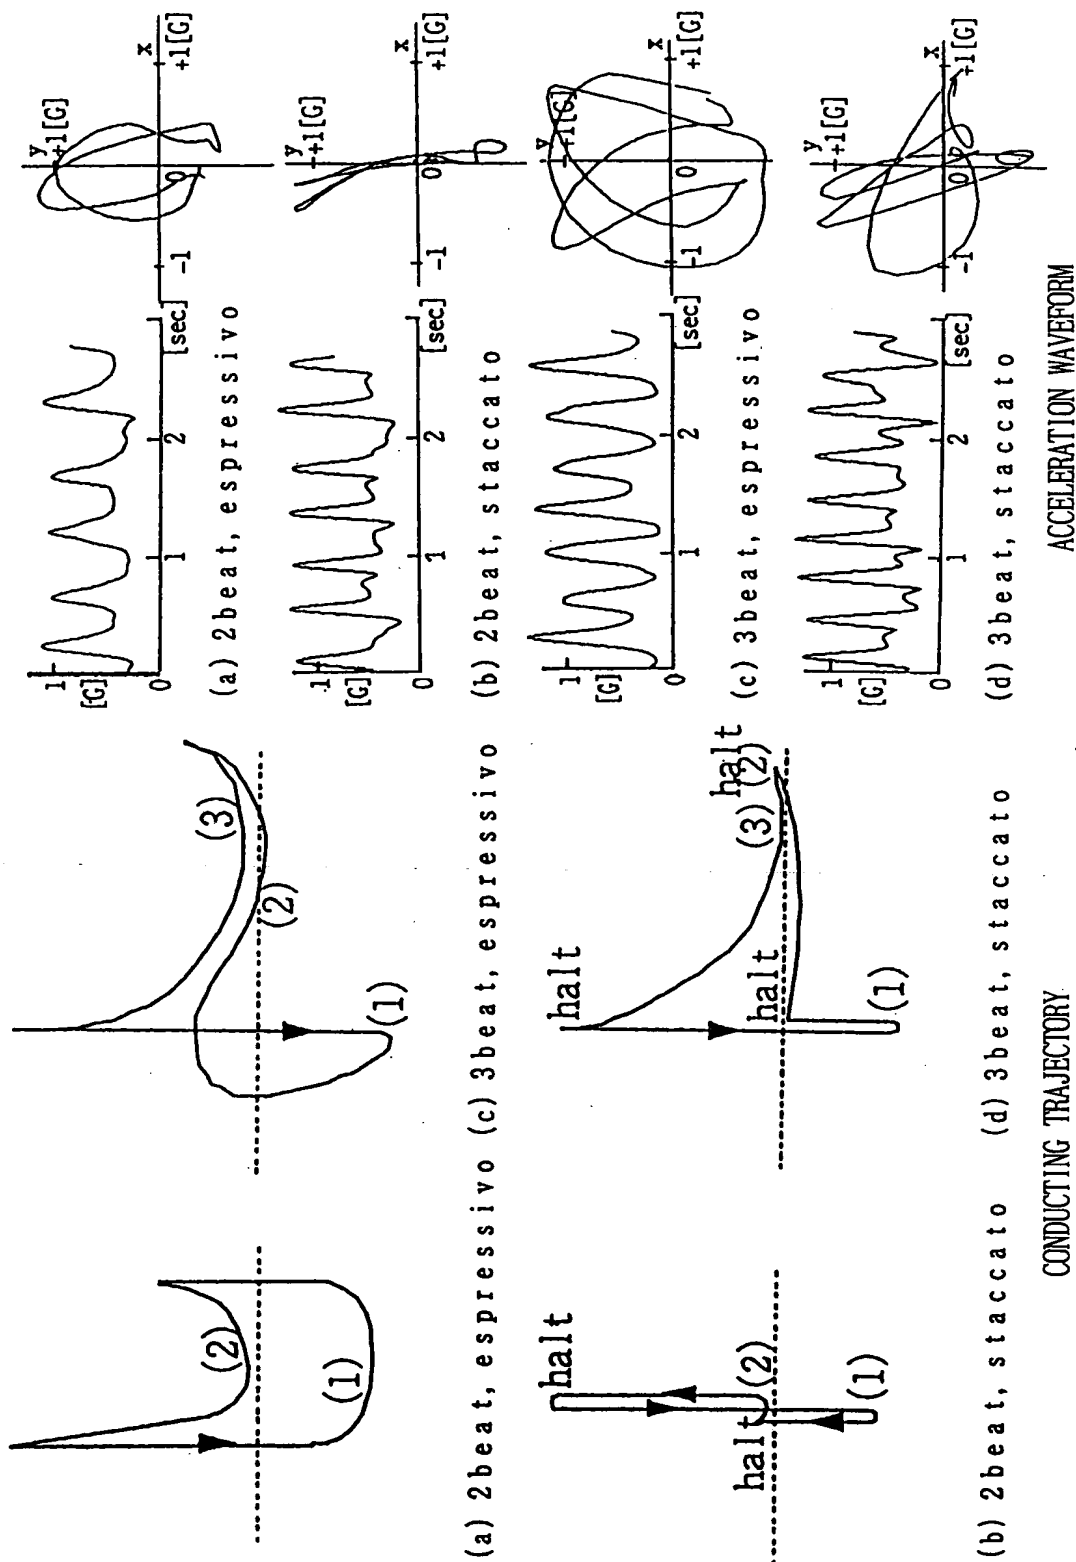 (2)
(1)
(a) 2beat, espressivo
(3)
(2)
(1)
(c) 3beat, espressivo
halt
halt
(2)
(1)
(b) 2beat, staccato
halt
halt
halt
(3)
(2)
(1)
(d) 3beat, staccato
CONDUCTING TRAJECTORY
1
[G]
0
1
2
[sec]
y
+1[G]
x
-1
0
+1[G]
(a) 2beat, espressivo
1
0
1
2
[sec]
y
+1[G]
x
-1
0
+1[G]
(b) 2beat, staccato
1
[G]
0
1
2
[sec]
y
+1[G]
x
-1
0
+1[G]
(c) 3beat, espressivo
1
[G]
0
1
2
[sec]
y
+1[G]
x
-1
0
+1[G]
(d) 3beat, staccato
ACCELERATION WAVEFORM